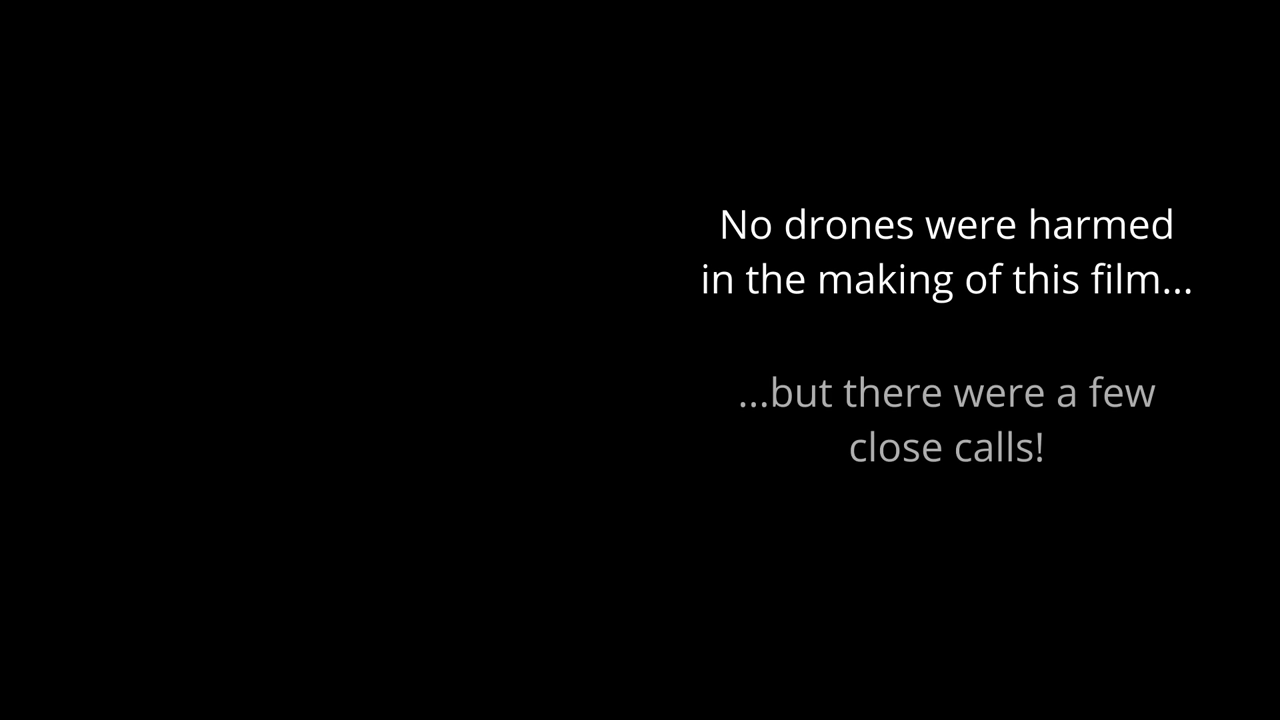 No drones were harmed
in the making of this film...
...but there were a few
close calls!